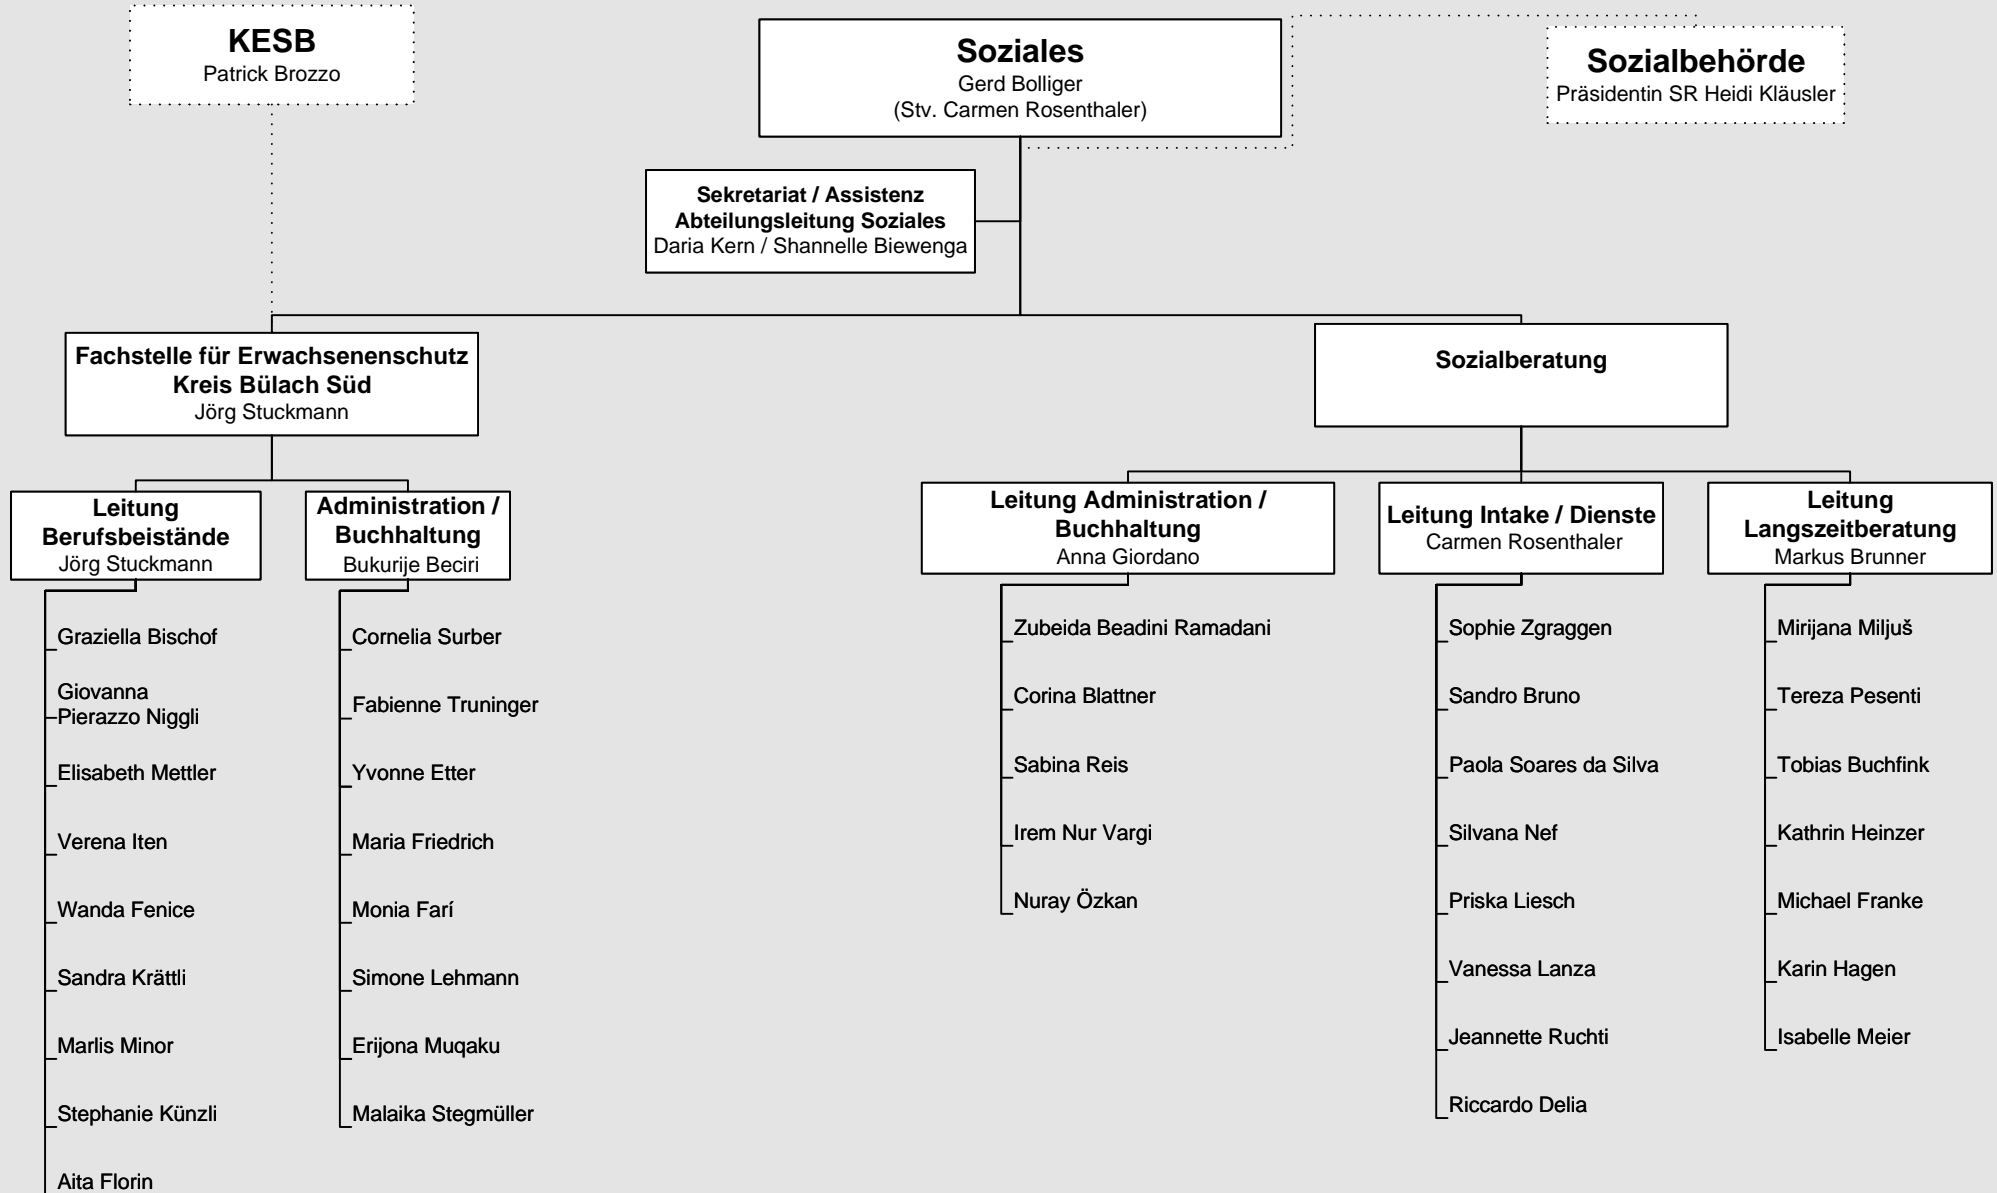 KESB
Patrick Brozzo
Soziales
Gerd Bolliger
(Stv. Carmen Rosenthaler)
Sozialbehörde
Präsidentin SR Heidi Kläusler
Sekretariat / Assistenz
Abteilungsleitung Soziales
Daria Kern / Shannelle Biewenga
Fachstelle für Erwachsenenschutz
Kreis Bülach Süd
Jörg Stuckmann
Sozialberatung
Leitung
Berufsbeistände
Jörg Stuckmann
Graziella Bischof
Giovanna
Pierazzo Niggli
Elisabeth Mettler
Verena Iten
Wanda Fenice
Sandra Krättli
Marlis Minor
Stephanie Künzli
Aita Florin
Administration /
Buchhaltung
Bukurije Beciri
Cornelia Surber
Fabienne Truninger
Yvonne Etter
Maria Friedrich
Monia Farí
Simone Lehmann
Erijona Muqaku
Malaika Stegmüller
Leitung Administration /
Buchhaltung
Anna Giordano
Zubeida Beadini Ramadani
Corina Blattner
Sabina Reis
Irem Nur Vargi
Nuray Özkan
Leitung Intake / Dienste
Carmen Rosenthaler
Sophie Zgraggen
Sandro Bruno
Paola Soares da Silva
Silvana Nef
Priska Liesch
Vanessa Lanza
Jeannette Ruchti
Riccardo Delia
Leitung
Langszeitberatung
Markus Brunner
Mirijana Miljuš
Tereza Pesenti
Tobias Buchfink
Kathrin Heinzer
Michael Franke
Karin Hagen
Isabelle Meier